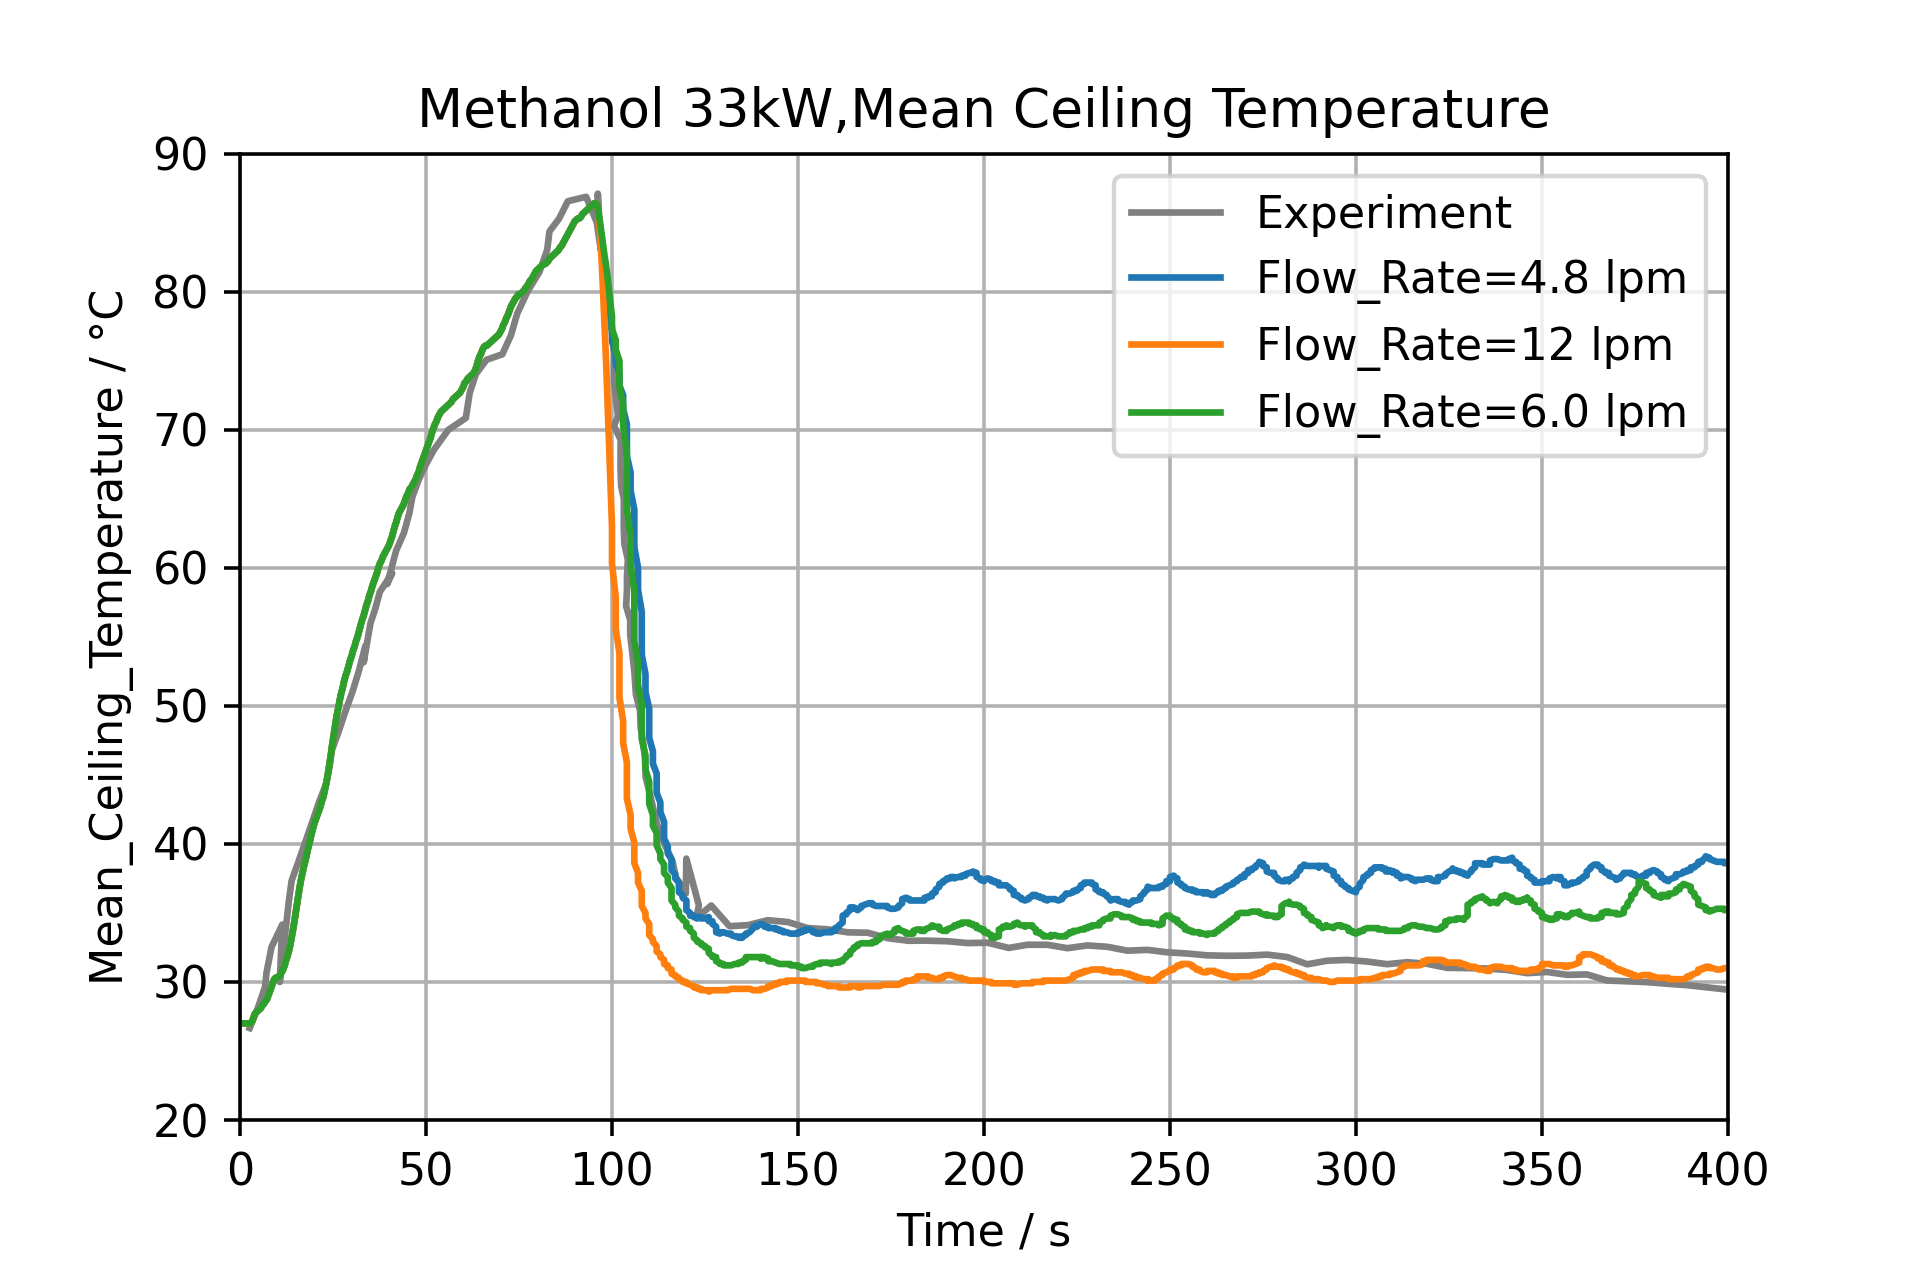 Methanol 33kW,Mean Ceiling Temperature
Mean_Ceiling_Temperature / °C
90
80
70
60
50
40
30
20
Experiment
Flow_Rate=4.8 lpm
Flow_Rate=12 lpm
Flow_Rate=6.0 lpm
0 50 100 150 200 250 300 350 400
Time / s